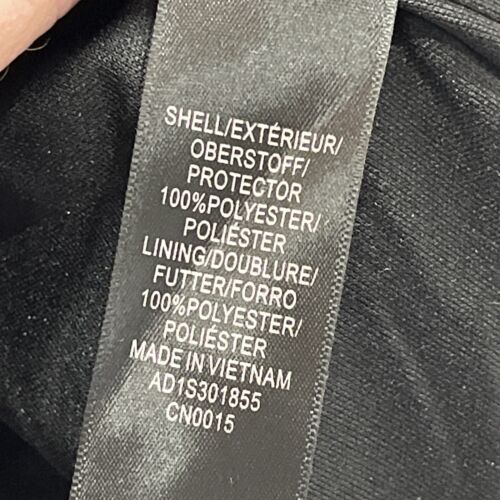 SHELL/EXTÉRIEUR/
OBERSTOFF/
PROTECTOR
100%POLYESTER/
POLIÉSTER
LINING/DOUBLURE/
FUTTER/FORRO
100%POLYESTER/
POLIÉSTER
MADE IN VIETNAM
AD1S301855
CN0015